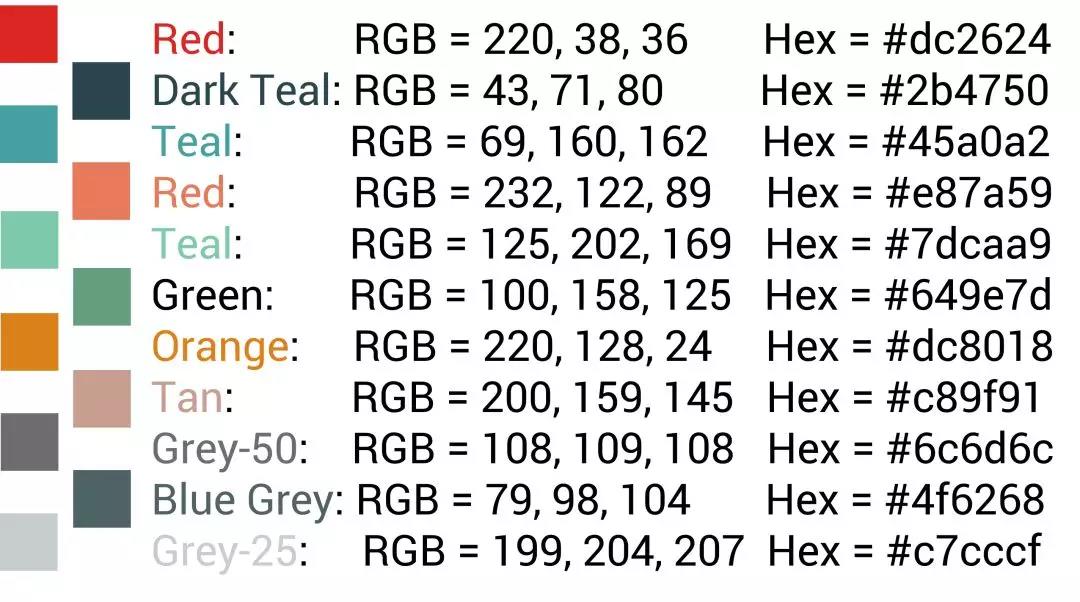 Red: RGB = 220, 38, 36 Hex = #dc2624
Dark Teal: RGB = 43, 71, 80 Hex = #2b4750
Teal: RGB = 69, 160, 162 Hex = #45a0a2
Red: RGB = 232, 122, 89 Hex = #e87a59
Teal: RGB = 125, 202, 169 Hex = #7dcaa9
Green: RGB = 100, 158, 125 Hex = #649e7d
Orange: RGB = 220, 128, 24 Hex = #dc8018
Tan: RGB = 200, 159, 145 Hex = #c89f91
Grey-50: RGB = 108, 109, 108 Hex = #6c6d6c
Blue Grey: RGB = 79, 98, 104 Hex = #4f6268
Grey-25: RGB = 199, 204, 207 Hex = #c7cccf